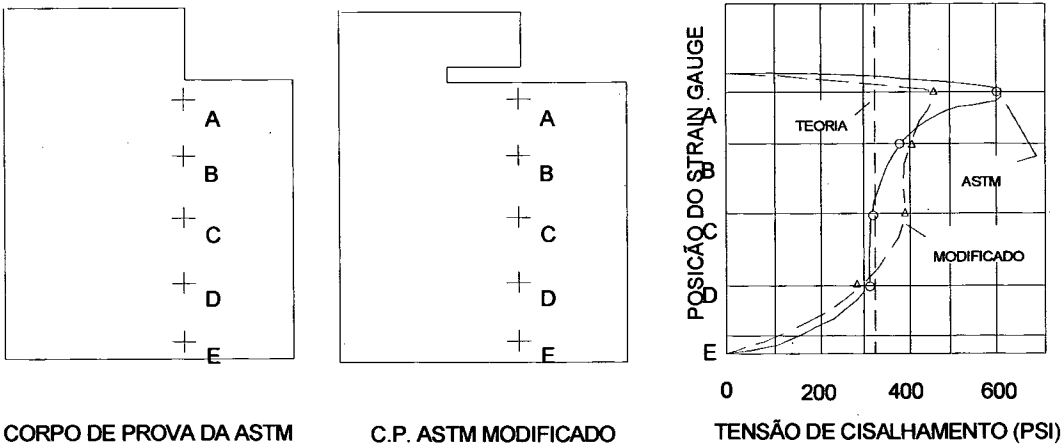 A
B
C
D
E
CORPO DE PROVA DA ASTM
A
B
C
D
E
C.P. ASTM MODIFICADO
POSICÃO DO STRAIN GAUGE
A
B
C
D
E
TEORIA
ASTM
MODIFICADO
0 200 400 600
TENSÃO DE CISALHAMENTO (PSI)